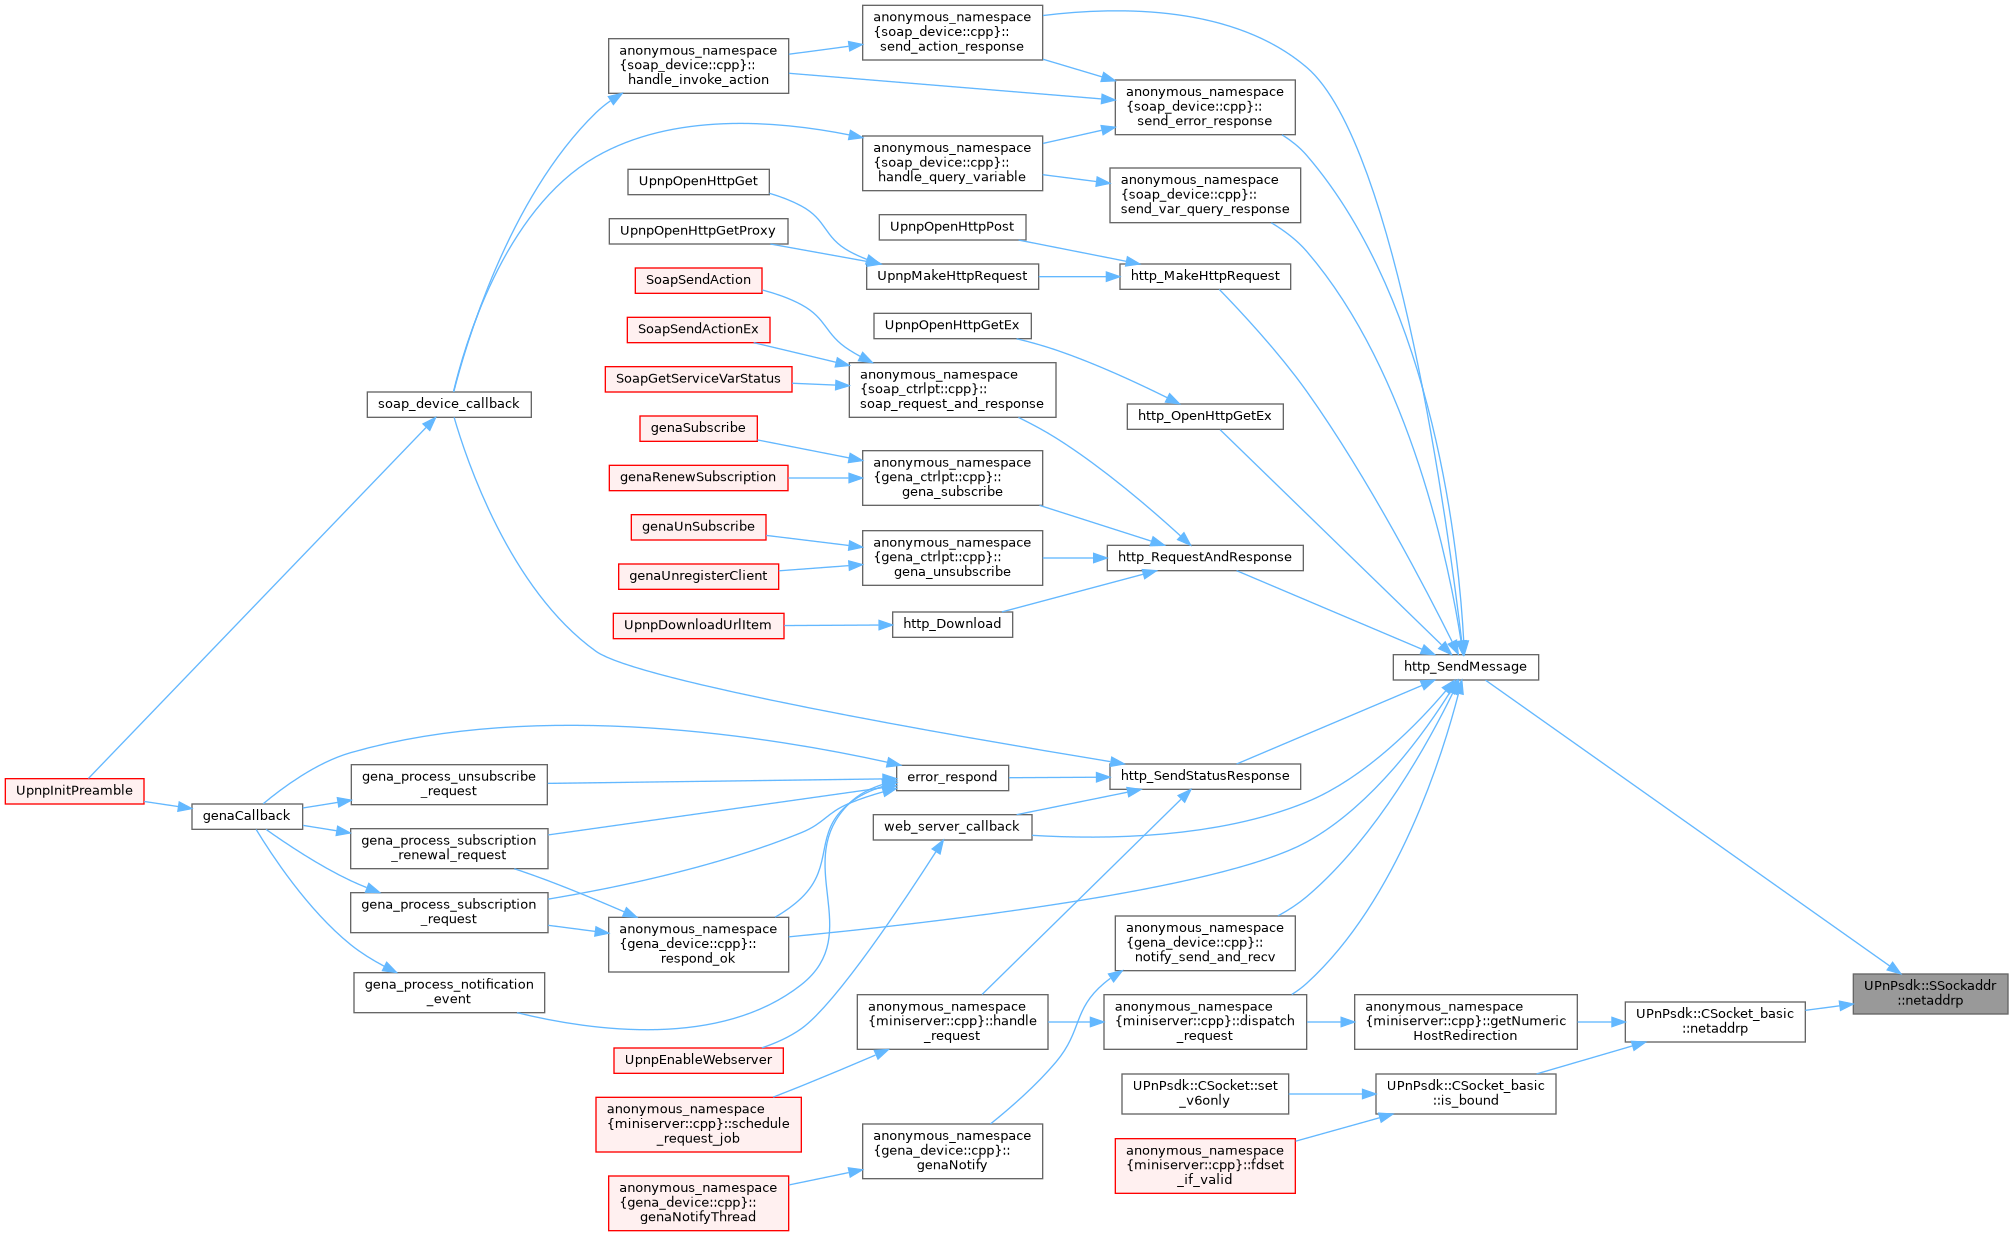 anonymous_namespace
{soap_device::cpp}::
send_action_response
anonymous_namespace
{soap_device::cpp}::
handle_invoke_action
anonymous_namespace
{soap_device::cpp}::
send_error_response
anonymous_namespace
{soap_device::cpp}::
handle_query_variable
anonymous_namespace
{soap_device::cpp}::
send_var_query_response
UpnpOpenHttpGet
UpnpOpenHttpPost
UpnpOpenHttpGetProxy
UpnpMakeHttpRequest
http_MakeHttpRequest
SoapSendAction
SoapSendActionEx
UpnpOpenHttpGetEx
SoapGetServiceVarStatus
anonymous_namespace
{soap_ctrlpt::cpp}::
soap_request_and_response
soap_device_callback
http_OpenHttpGetEx
genaSubscribe
genaRenewSubscription
anonymous_namespace
{gena_ctrlpt::cpp}::
gena_subscribe
genaUnSubscribe
anonymous_namespace
{gena_ctrlpt::cpp}::
gena_unsubscribe
http_RequestAndResponse
genaUnregisterClient
UpnpDownloadUrlItem
http_Download
http_SendMessage
UpnpInitPreamble
genaCallback
gena_process_unsubscribe
_request
error_respond
http_SendStatusResponse
gena_process_subscription
_renewal_request
web_server_callback
gena_process_subscription
_request
anonymous_namespace
{gena_device::cpp}::
respond_ok
anonymous_namespace
{gena_device::cpp}::
notify_send_and_recv
gena_process_notification
_event
UPnPsdk::SSockaddr
::netaddrp
anonymous_namespace
{miniserver::cpp}::handle
_request
anonymous_namespace
{miniserver::cpp}::dispatch
_request
anonymous_namespace
{miniserver::cpp}::getNumeric
HostRedirection
UPnPsdk::CSocket_basic
::netaddrp
UpnpEnableWebserver
UPnPsdk::CSocket::set
_v6only
UPnPsdk::CSocket_basic
::is_bound
anonymous_namespace
{miniserver::cpp}::schedule
_request_job
anonymous_namespace
{gena_device::cpp}::
genaNotify
anonymous_namespace
{miniserver::cpp}::fdset
_if_valid
anonymous_namespace
{gena_device::cpp}::
genaNotifyThread